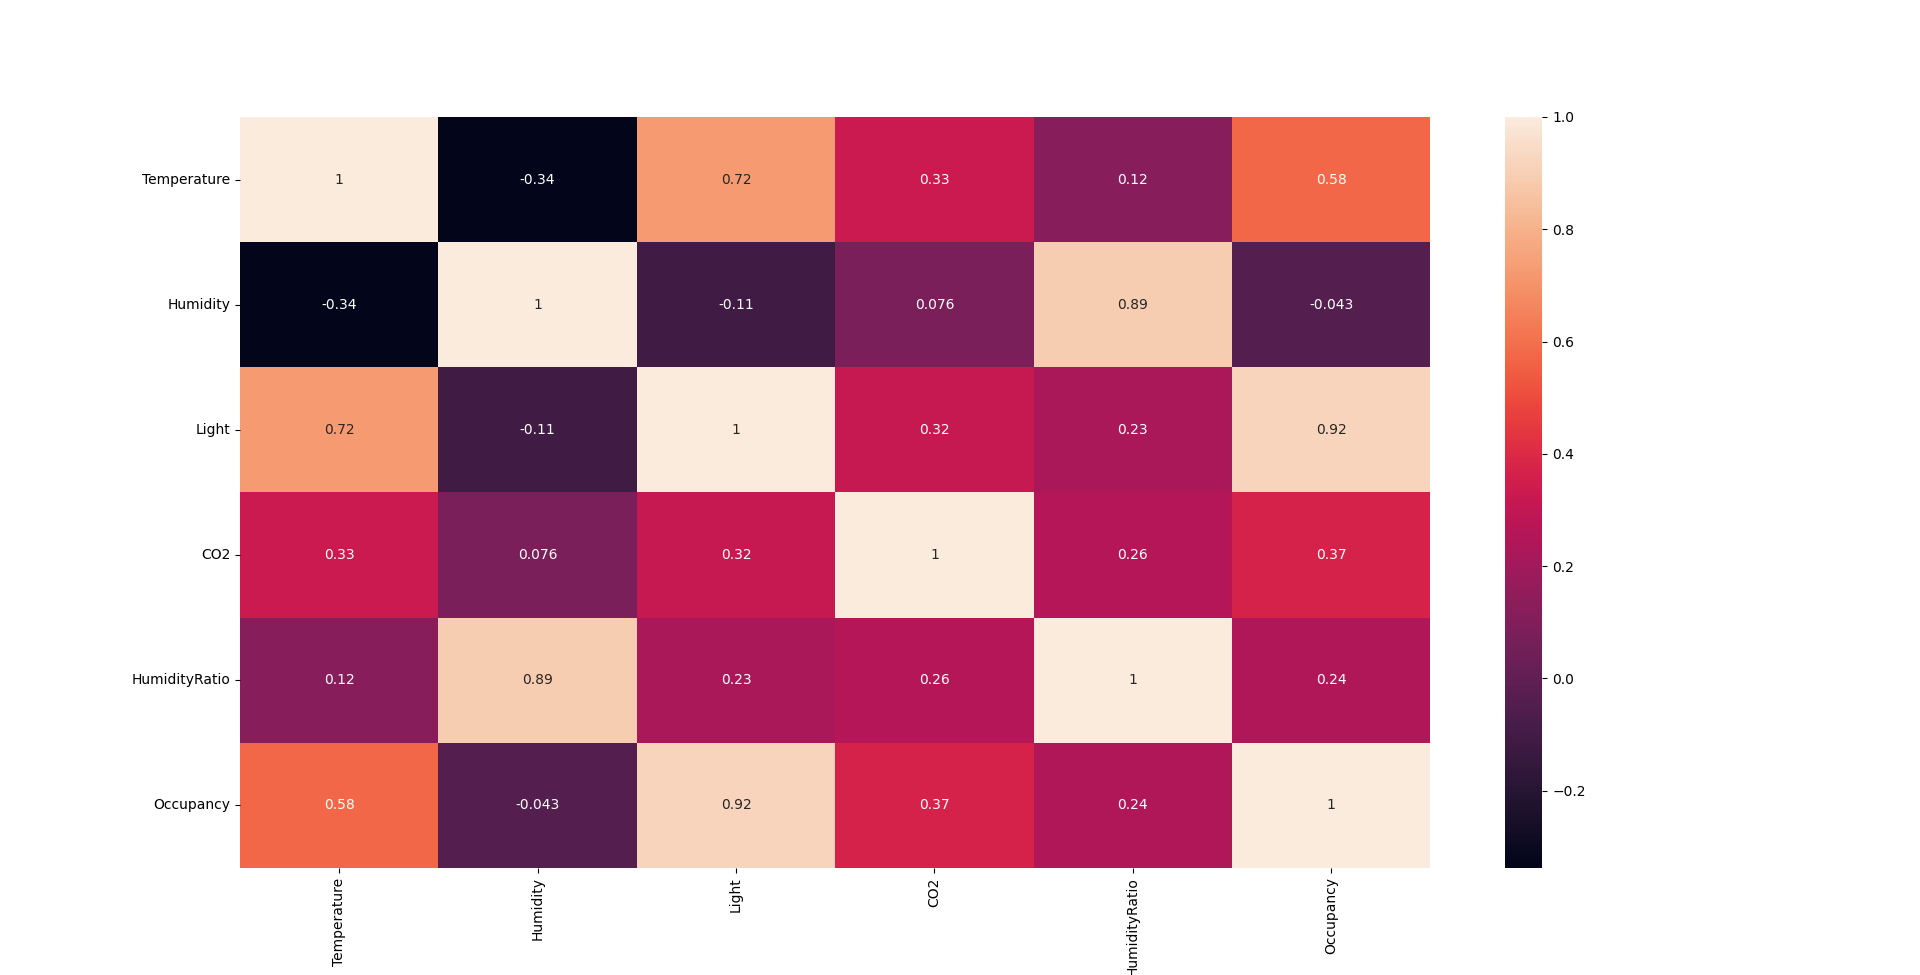 Temperature 1 -0.34 0.72 0.33 0.12 0.58
Humidity -0.34 1 -0.11 0.076 0.89 -0.043
Light 0.72 -0.11 1 0.32 0.23 0.92
CO2 0.33 0.076 0.32 1 0.26 0.37
HumidityRatio 0.12 0.89 0.23 0.26 1 0.24
Occupancy 0.58 -0.043 0.92 0.37 0.24 1
Temperature
Humidity
Light
CO2
HumidityRatio
Occupancy
1.0
0.8
0.6
0.4
0.2
0.0
−0.2